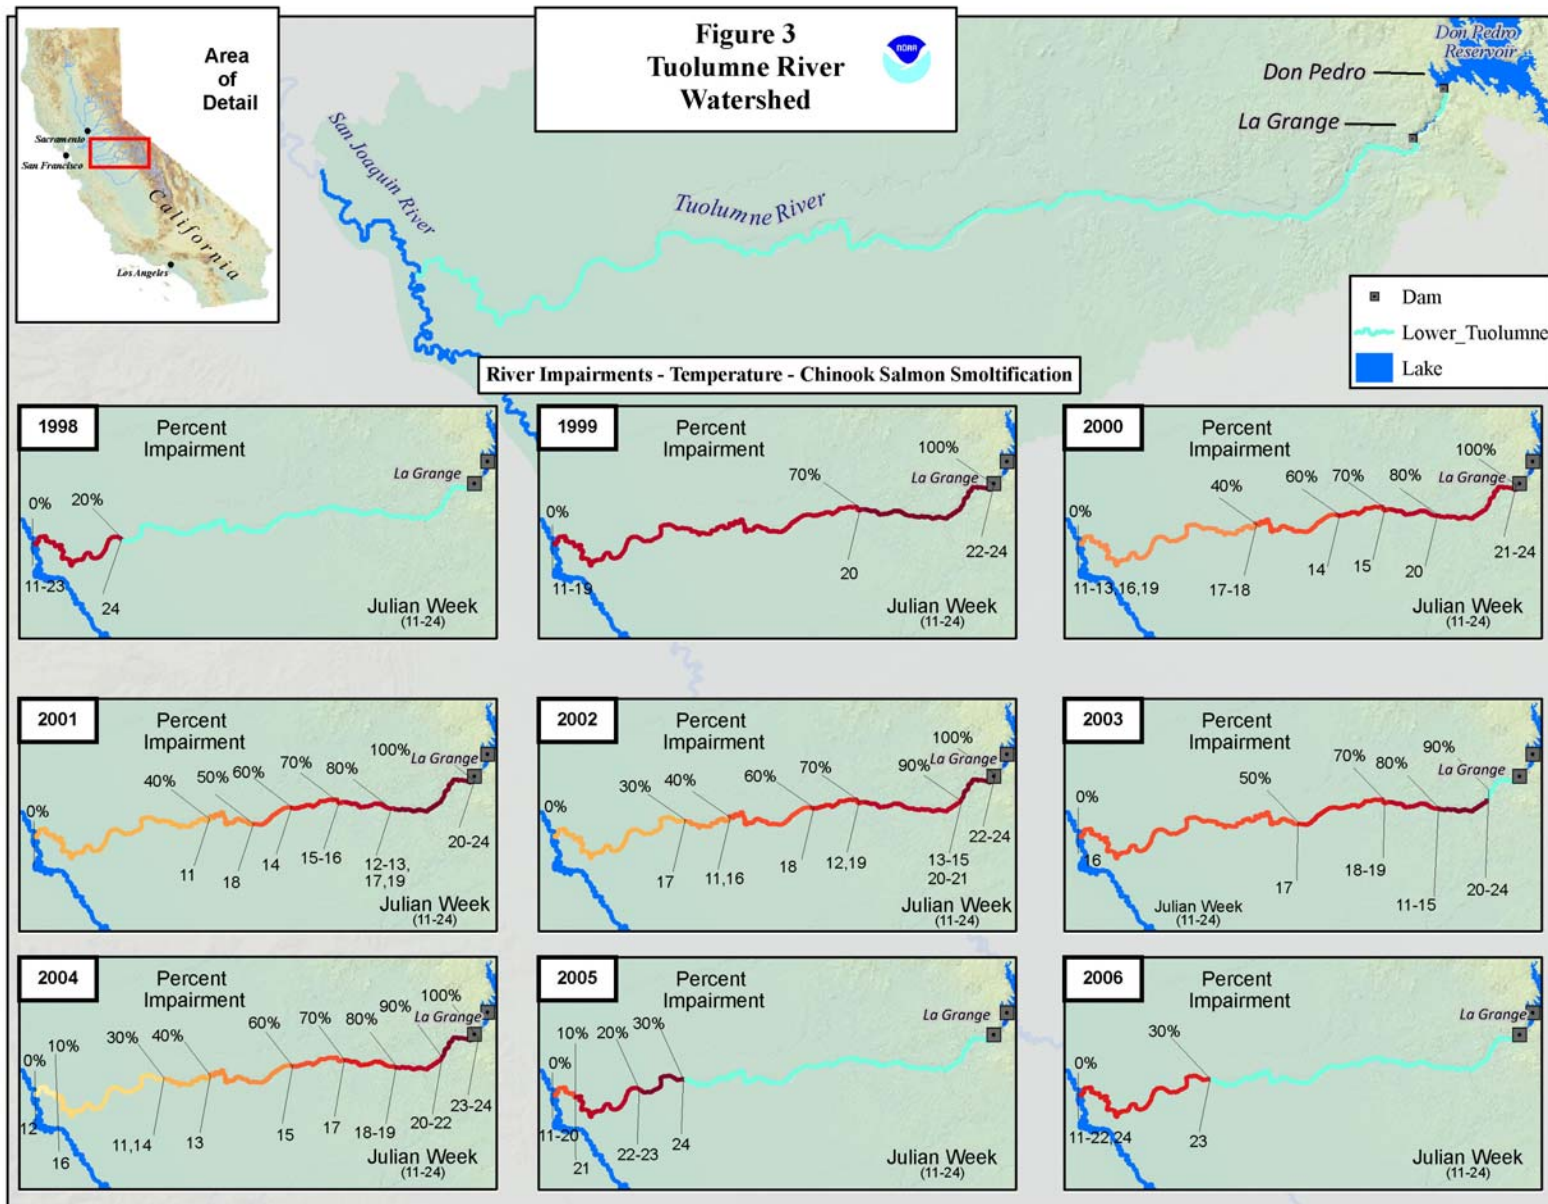 Figure 3
Tuolumne River
Watershed
NOAA
Area
of
Detail
Sacramento
San Francisco
California
Los Angeles
San Joaquin River
Tuolumne River
Don Pedro
Reservoir
Don Pedro
La Grange
Dam
Lower_Tuolumne
Lake
River Impairments - Temperature - Chinook Salmon Smoltification
1998
Percent
Impairment
La Grange
0%
20%
11-23
24
Julian Week
(11-24)
1999
Percent
Impairment
100%
70%
La Grange
0%
11-19
20
22-24
Julian Week
(11-24)
2000
Percent
Impairment
100%
La Grange
0%
40%
60%
70%
80%
11-13,16,19
17-18
14
15
20
21-24
Julian Week
(11-24)
2001
Percent
Impairment
100%
La Grange
0%
40%
50%
60%
70%
80%
11
18
14
15-16
12-13,
17,19
20-24
Julian Week
(11-24)
2002
Percent
Impairment
100%
La Grange
0%
30%
40%
60%
70%
90%
17
11,16
18
12,19
13-15
20-21
22-24
Julian Week
(11-24)
2003
Percent
Impairment
90%
La Grange
0%
50%
70%
80%
16
17
18-19
11-15
20-24
Julian Week
(11-24)
2004
Percent
Impairment
100%
La Grange
0%
10%
30%
40%
60%
70%
80%
90%
12
16
11,14
13
15
17
18-19
20-22
23-24
Julian Week
(11-24)
2005
Percent
Impairment
La Grange
0%
10%
20%
30%
11-20
21
22-23
24
Julian Week
(11-24)
2006
Percent
Impairment
La Grange
0%
30%
11-22,24
23
Julian Week
(11-24)